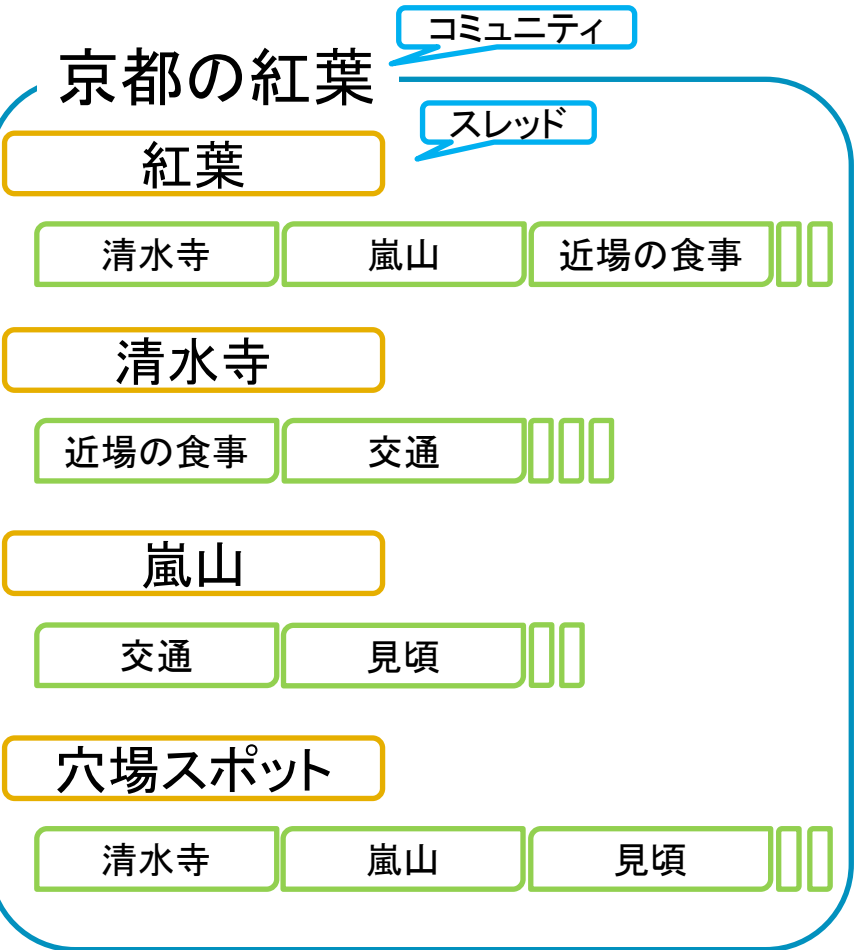 コミュニティ
京都の紅葉
スレッド
紅葉
清水寺 嵐山 近場の食事
清水寺
近場の食事 交通
嵐山
交通 見頃
穴場スポット
清水寺 嵐山 見頃